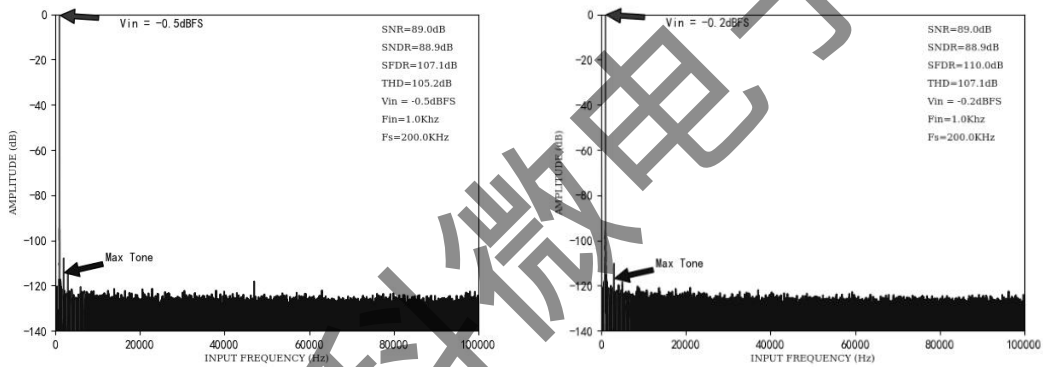 Vin = -0.5dBFS
SNR=89.0dB
SNDR=88.9dB
SFDR=107.1dB
THD=105.2dB
Vin = -0.5dBFS
Fin=1.0Khz
Fs=200.0KHz
Max Tone
AMPLITUDE (dB)
0
-20
-40
-60
-80
-100
-120
-140
0 20000 40000 60000 80000 100000
INPUT FREQUENCY (Hz)
Vin = -0.2dBFS
SNR=89.0dB
SNDR=88.9dB
SFDR=110.0dB
THD=107.1dB
Vin = -0.2dBFS
Fin=1.0Khz
Fs=200.0KHz
Max Tone
AMPLITUDE (dB)
0
-20
-40
-60
-80
-100
-120
-140
0 20000 40000 60000 80000 100000
INPUT FREQUENCY (Hz)
微电